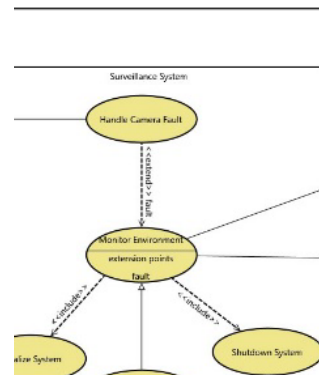 Surveillance System
Handle Camera Fault
<<extend>> fault
Monitor Environment
extension points
fault
<<include>>
<<include>>
alize System
Shutdown System